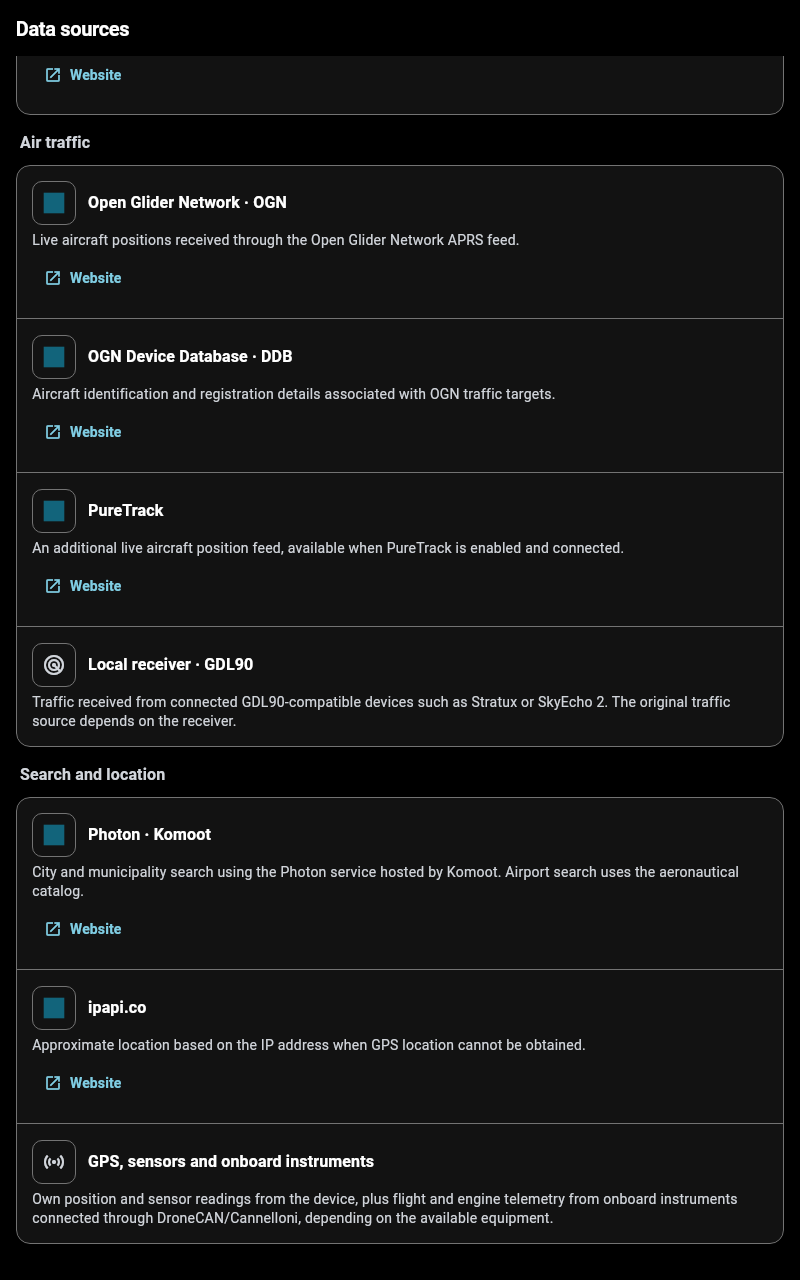 Data sources
Website
Air traffic
Open Glider Network · OGN
Live aircraft positions received through the Open Glider Network APRS feed.
Website
OGN Device Database · DDB
Aircraft identification and registration details associated with OGN traffic targets.
Website
PureTrack
An additional live aircraft position feed, available when PureTrack is enabled and connected.
Website
Local receiver · GDL90
Traffic received from connected GDL90-compatible devices such as Stratux or SkyEcho 2. The original traffic
source depends on the receiver.
Search and location
Photon · Komoot
City and municipality search using the Photon service hosted by Komoot. Airport search uses the aeronautical
catalog.
Website
ipapi.co
Approximate location based on the IP address when GPS location cannot be obtained.
Website
GPS, sensors and onboard instruments
Own position and sensor readings from the device, plus flight and engine telemetry from onboard instruments
connected through DroneCAN/Cannelloni, depending on the available equipment.